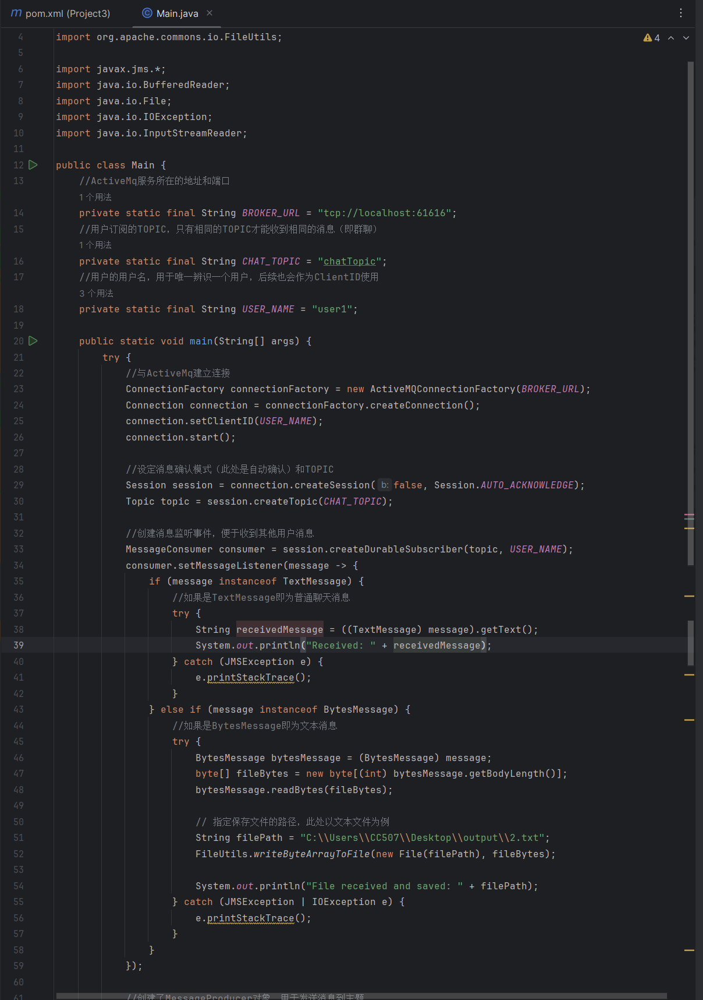 m pom.xml (Project3)
Main.java
4
4 import org.apache.commons.io.FileUtils;
5
6 import javax.jms.*;
7 import java.io.BufferedReader;
8 import java.io.File;
9 import java.io.IOException;
10 import java.io.InputStreamReader;
11
12 public class Main {
13 //ActiveMq服务所在的地址和端口
1 个用法
14 private static final String BROKER_URL = "tcp://localhost:61616";
15 //用户订阅的TOPIC，只有相同的TOPIC才能收到相同的消息（即群聊）
1 个用法
16 private static final String CHAT_TOPIC = "chatTopic";
17 //用户的用户名，用于唯一辨识一个用户，后续也会作为ClientID使用
3 个用法
18 private static final String USER_NAME = "user1";
19
20 public static void main(String[] args) {
21 try {
22 //与ActiveMq建立连接
23 ConnectionFactory connectionFactory = new ActiveMQConnectionFactory(BROKER_URL);
24 Connection connection = connectionFactory.createConnection();
25 connection.setClientID(USER_NAME);
26 connection.start();
27
28 //设定消息确认模式（此处是自动确认）和TOPIC
29 Session session = connection.createSession( b: false, Session.AUTO_ACKNOWLEDGE);
30 Topic topic = session.createTopic(CHAT_TOPIC);
31
32 //创建消息监听事件，便于收到其他用户消息
33 MessageConsumer consumer = session.createDurableSubscriber(topic, USER_NAME);
34 consumer.setMessageListener(message -> {
35 if (message instanceof TextMessage) {
36 //如果是TextMessage即为普通聊天消息
37 try {
38 String receivedMessage = ((TextMessage) message).getText();
39 System.out.println("Received: " + receivedMessage);
40 } catch (JMSException e) {
41 e.printStackTrace();
42 }
43 } else if (message instanceof BytesMessage) {
44 //如果是BytesMessage即为文本消息
45 try {
46 BytesMessage bytesMessage = (BytesMessage) message;
47 byte[] fileBytes = new byte[(int) bytesMessage.getBodyLength()];
48 bytesMessage.readBytes(fileBytes);
49
50 // 指定保存文件的路径，此处以文本文件为例
51 String filePath = "C:\\Users\\CC507\\Desktop\\output\\2.txt";
52 FileUtils.writeByteArrayToFile(new File(filePath), fileBytes);
53
54 System.out.println("File received and saved: " + filePath);
55 } catch (JMSException | IOException e) {
56 e.printStackTrace();
57 }
58 }
59 });
60
61 //创建了MessageProducer对象，用于发送消息到主题